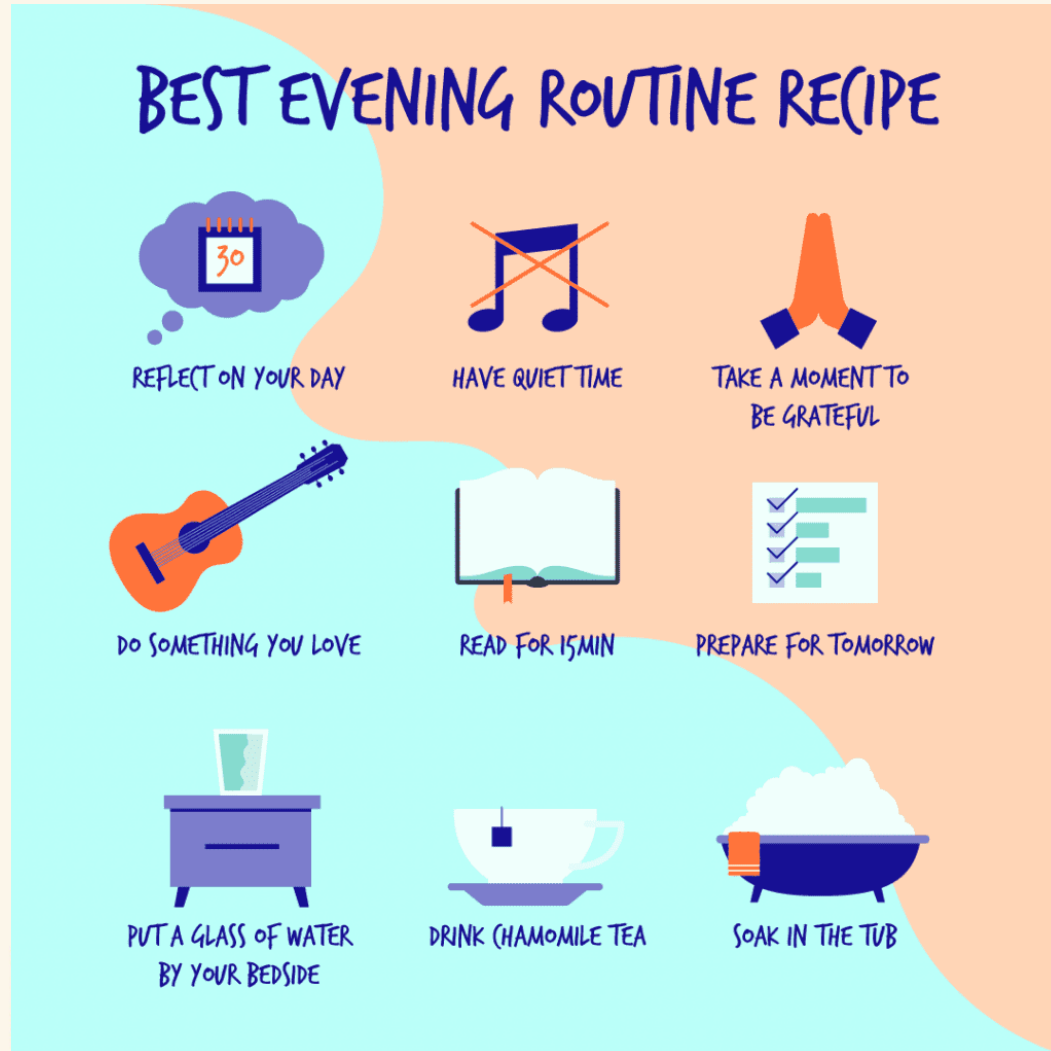 BEST EVENING ROUTINE RECIPE
30
REFLECT ON YOUR DAY
HAVE QUIET TIME
TAKE A MOMENT TO
BE GRATEFUL
DO SOMETHING YOU LOVE
READ FOR 15MIN
PREPARE FOR TOMORROW
PUT A GLASS OF WATER
BY YOUR BEDSIDE
DRINK CHAMOMILE TEA
SOAK IN THE TUB